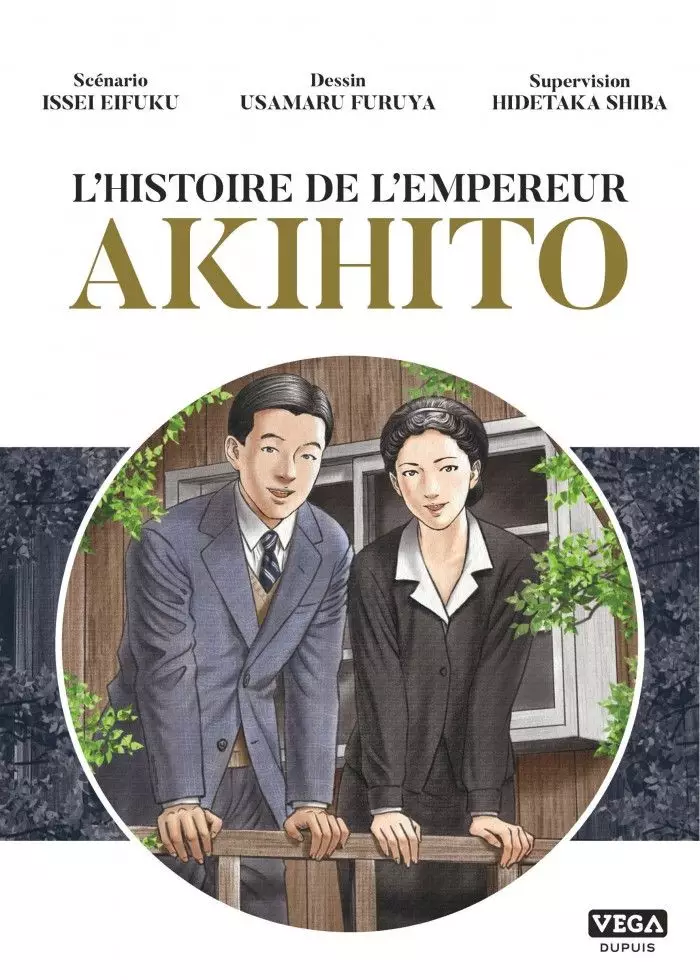 Scénario
ISSEI EIFUKU
Dessin
USAMARU FURUYA
Supervision
HIDETAKA SHIBA
L'HISTOIRE DE L'EMPEREUR
AKIHITO
VEGA
DUPUIS